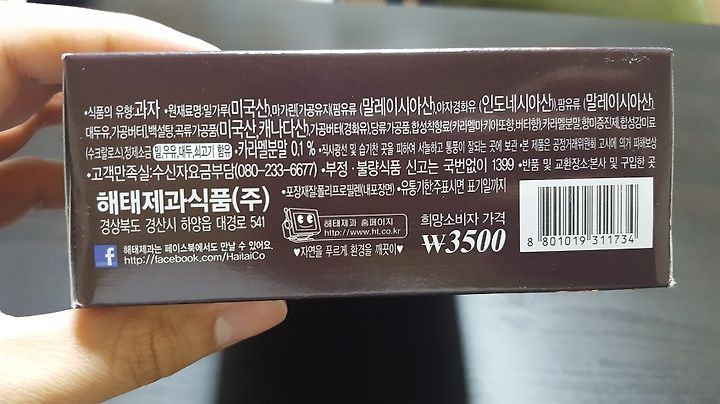 •식품의 유형:과자 •원재료명:밀가루(미국산),마가린{가공유지(팜유류(말레이시아산),야자경화유(인도네시아산),팜유류(말레이시아산),
대두유,가공버터},백설탕,곡류가공품(미국산 캐나다산),가공버터(경화유),당류가공품,합성착향료(카라멜마키아또향,버터향),카라멜분말,향미증진제,합성감미료
(수크랄로스),정제소금 밀,우유,대두,쇠고기 함유 •카라멜분말 0.1% •직사광선 및 습기찬 곳을 피하여 서늘하고 통풍이 잘되는 곳에 보관 •본 제품은 공정거래위원회 고시에 의거 피해보상
•고객만족실:수신자요금부담(080-233-6677) •부정·불량식품 신고는 국번없이 1399 •반품 및 교환장소:본사 및 구입한 곳
•포장재질:폴리프로필렌(내포장면) •유통기한:주표시면 표기일까지
해태제과식품(주)
경상북도 경산시 하양읍 대경로 541
해태제과는 페이스북에서도 만날 수 있어요.
f http://facebook.com/HaitaiCo
해태제과 홈페이지
http://www.ht.co.kr
♥자연을 푸르게, 환경을 깨끗이♥
희망소비자 가격
₩3500
8 801019 311734